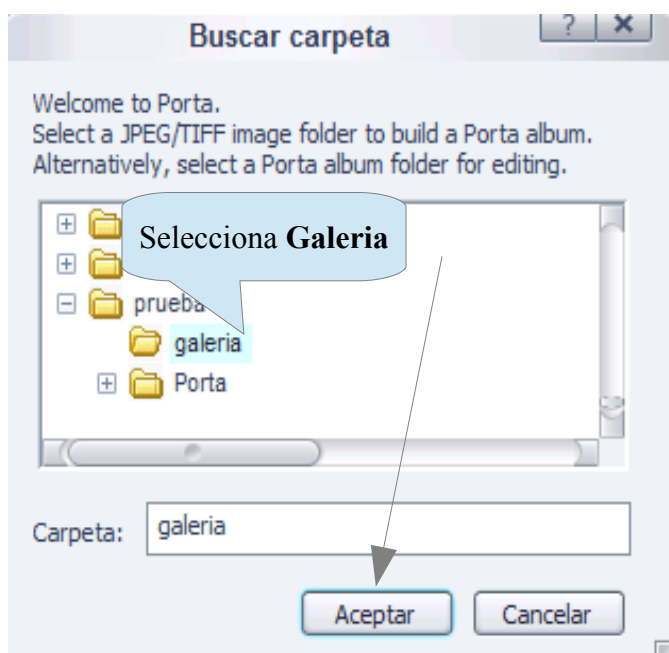 Buscar carpeta
Welcome to Porta.
Select a JPEG/TIFF image folder to build a Porta album.
Alternatively, select a Porta album folder for editing.
Selecciona Galeria
prueba
galeria
Porta
Carpeta: galeria
Aceptar Cancelar